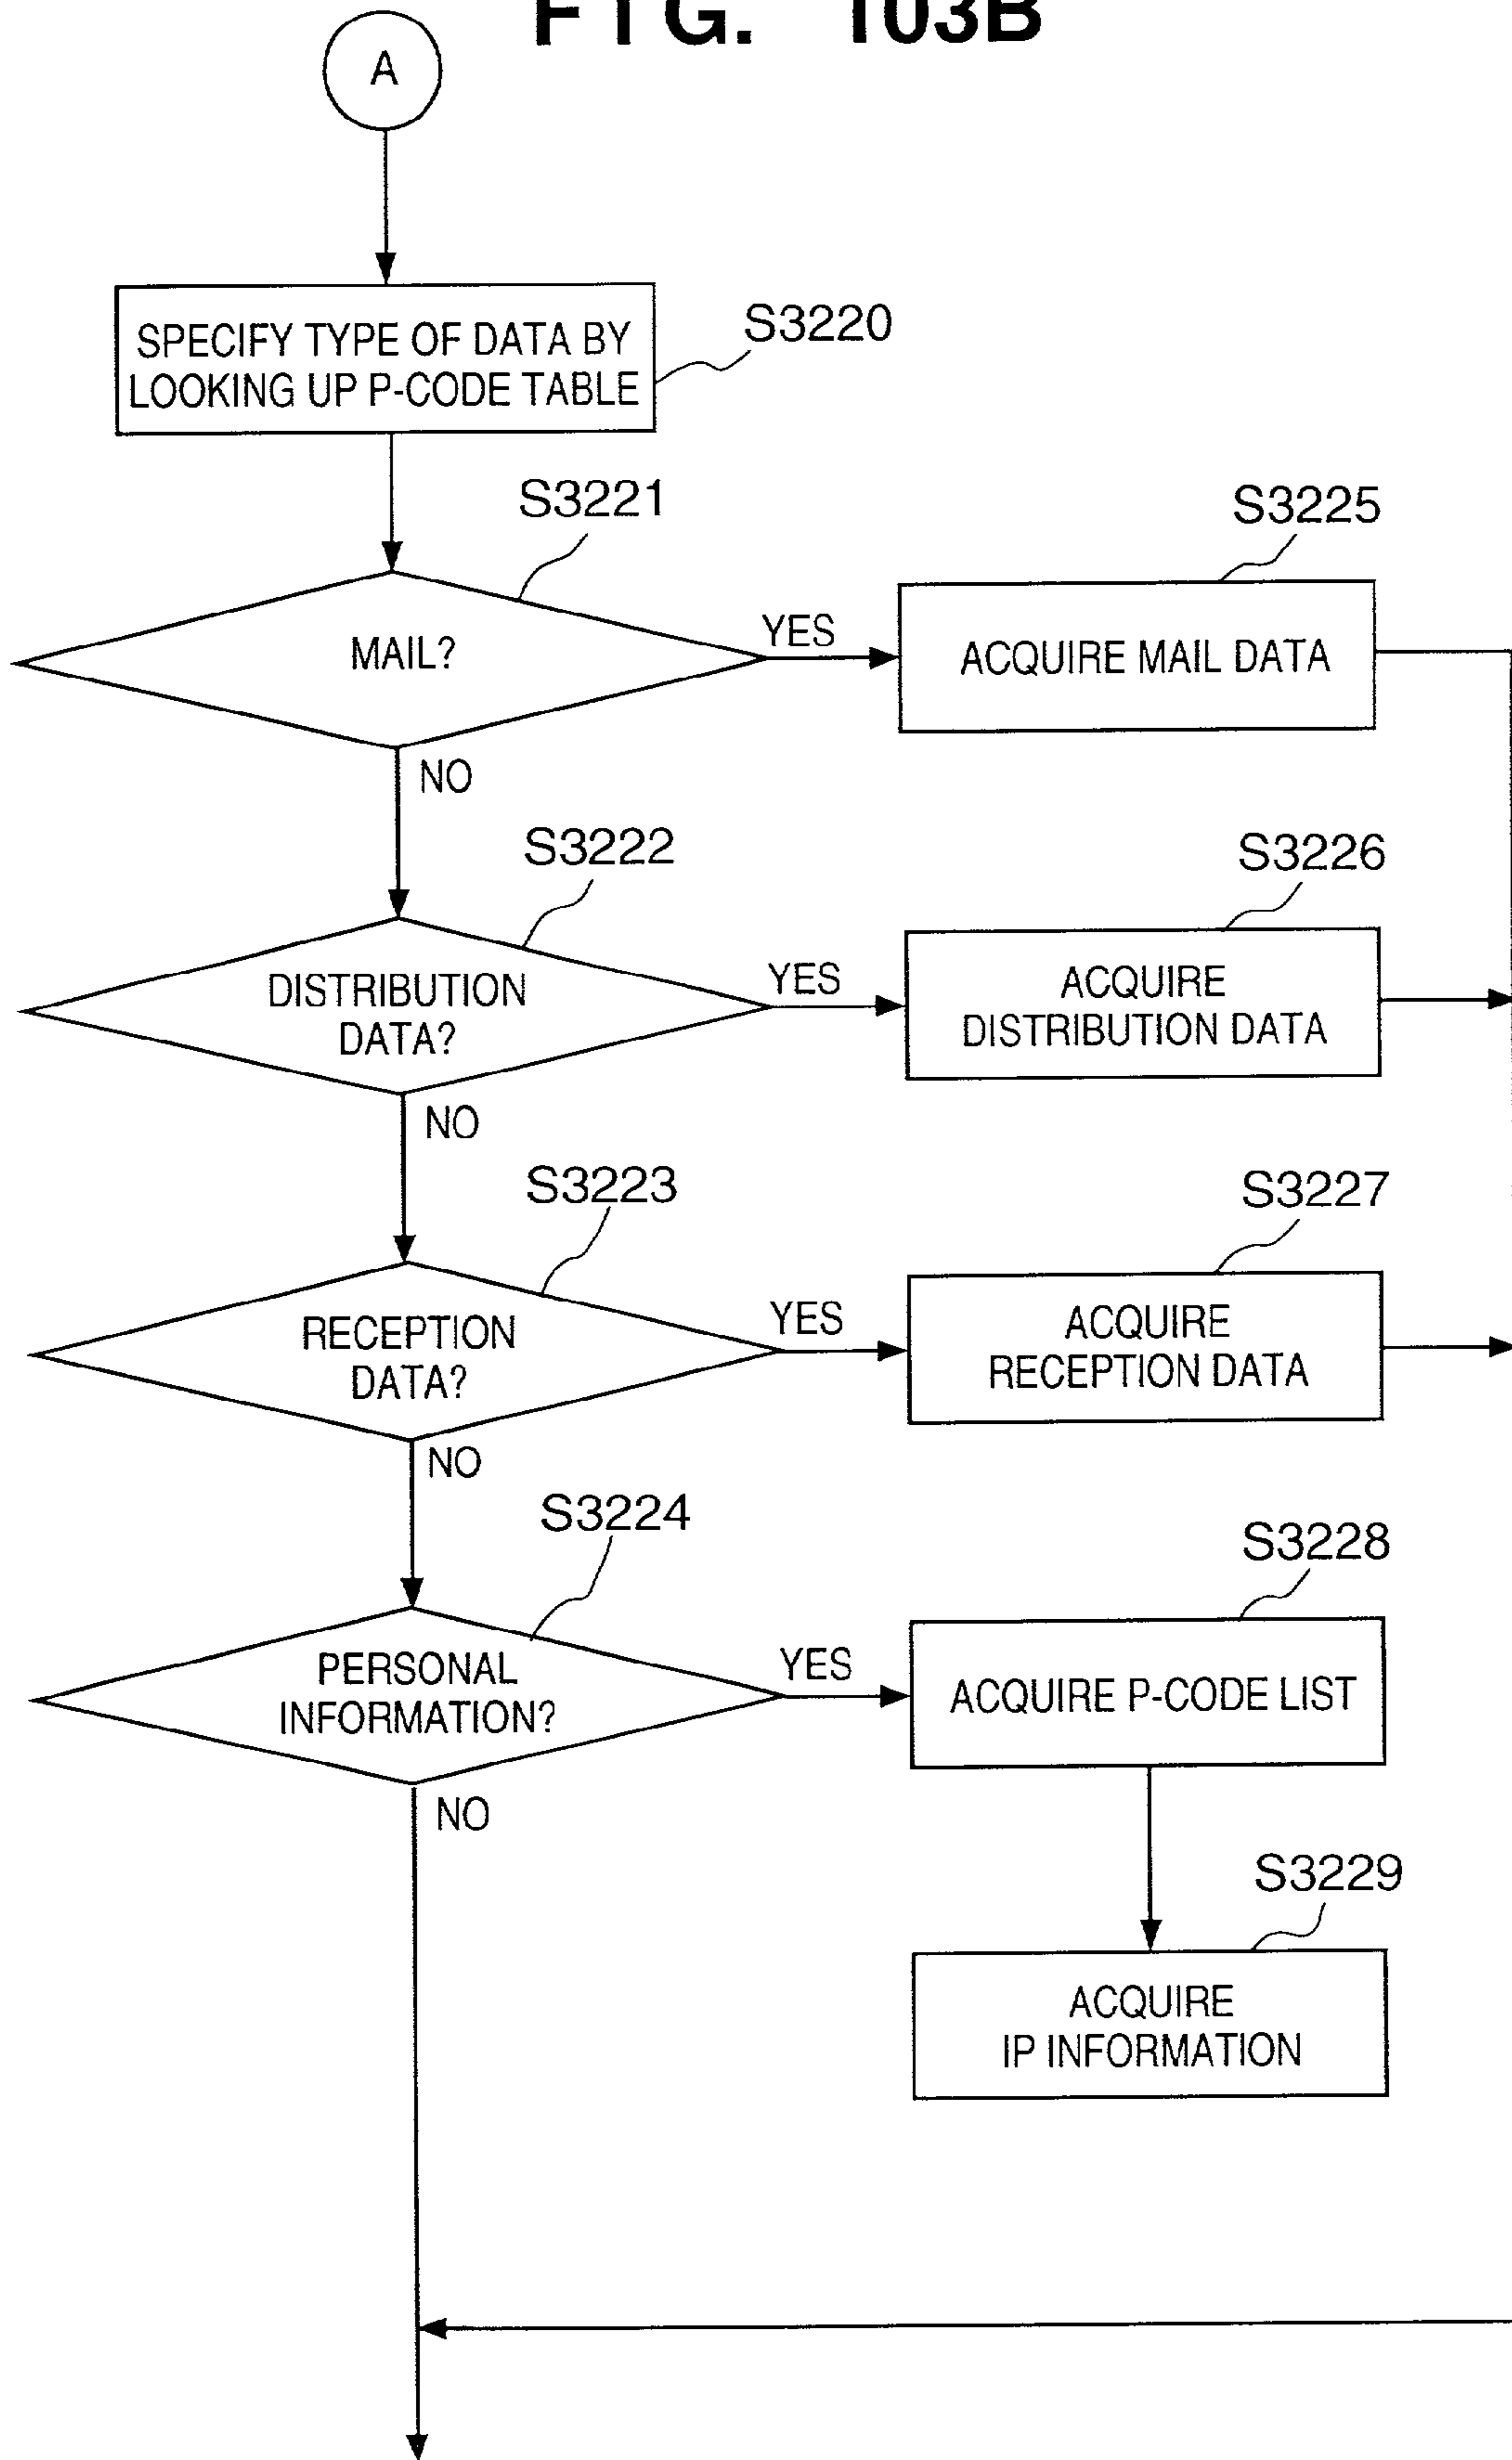 FIG. 103B
A
SPECIFY TYPE OF DATA BY
LOOKING UP P-CODE TABLE
S3220
S3221
MAIL?
YES
NO
S3225
ACQUIRE MAIL DATA
S3222
DISTRIBUTION
DATA?
YES
NO
S3226
ACQUIRE
DISTRIBUTION DATA
S3223
RECEPTION
DATA?
YES
NO
S3227
ACQUIRE
RECEPTION DATA
S3224
PERSONAL
INFORMATION?
YES
NO
S3228
ACQUIRE P-CODE LIST
S3229
ACQUIRE
IP INFORMATION